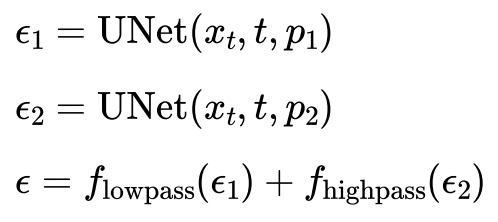 ϵ₁ = UNet(xₜ, t, p₁)
ϵ₂ = UNet(xₜ, t, p₂)
ϵ = f_lowpass(ϵ₁) + f_highpass(ϵ₂)